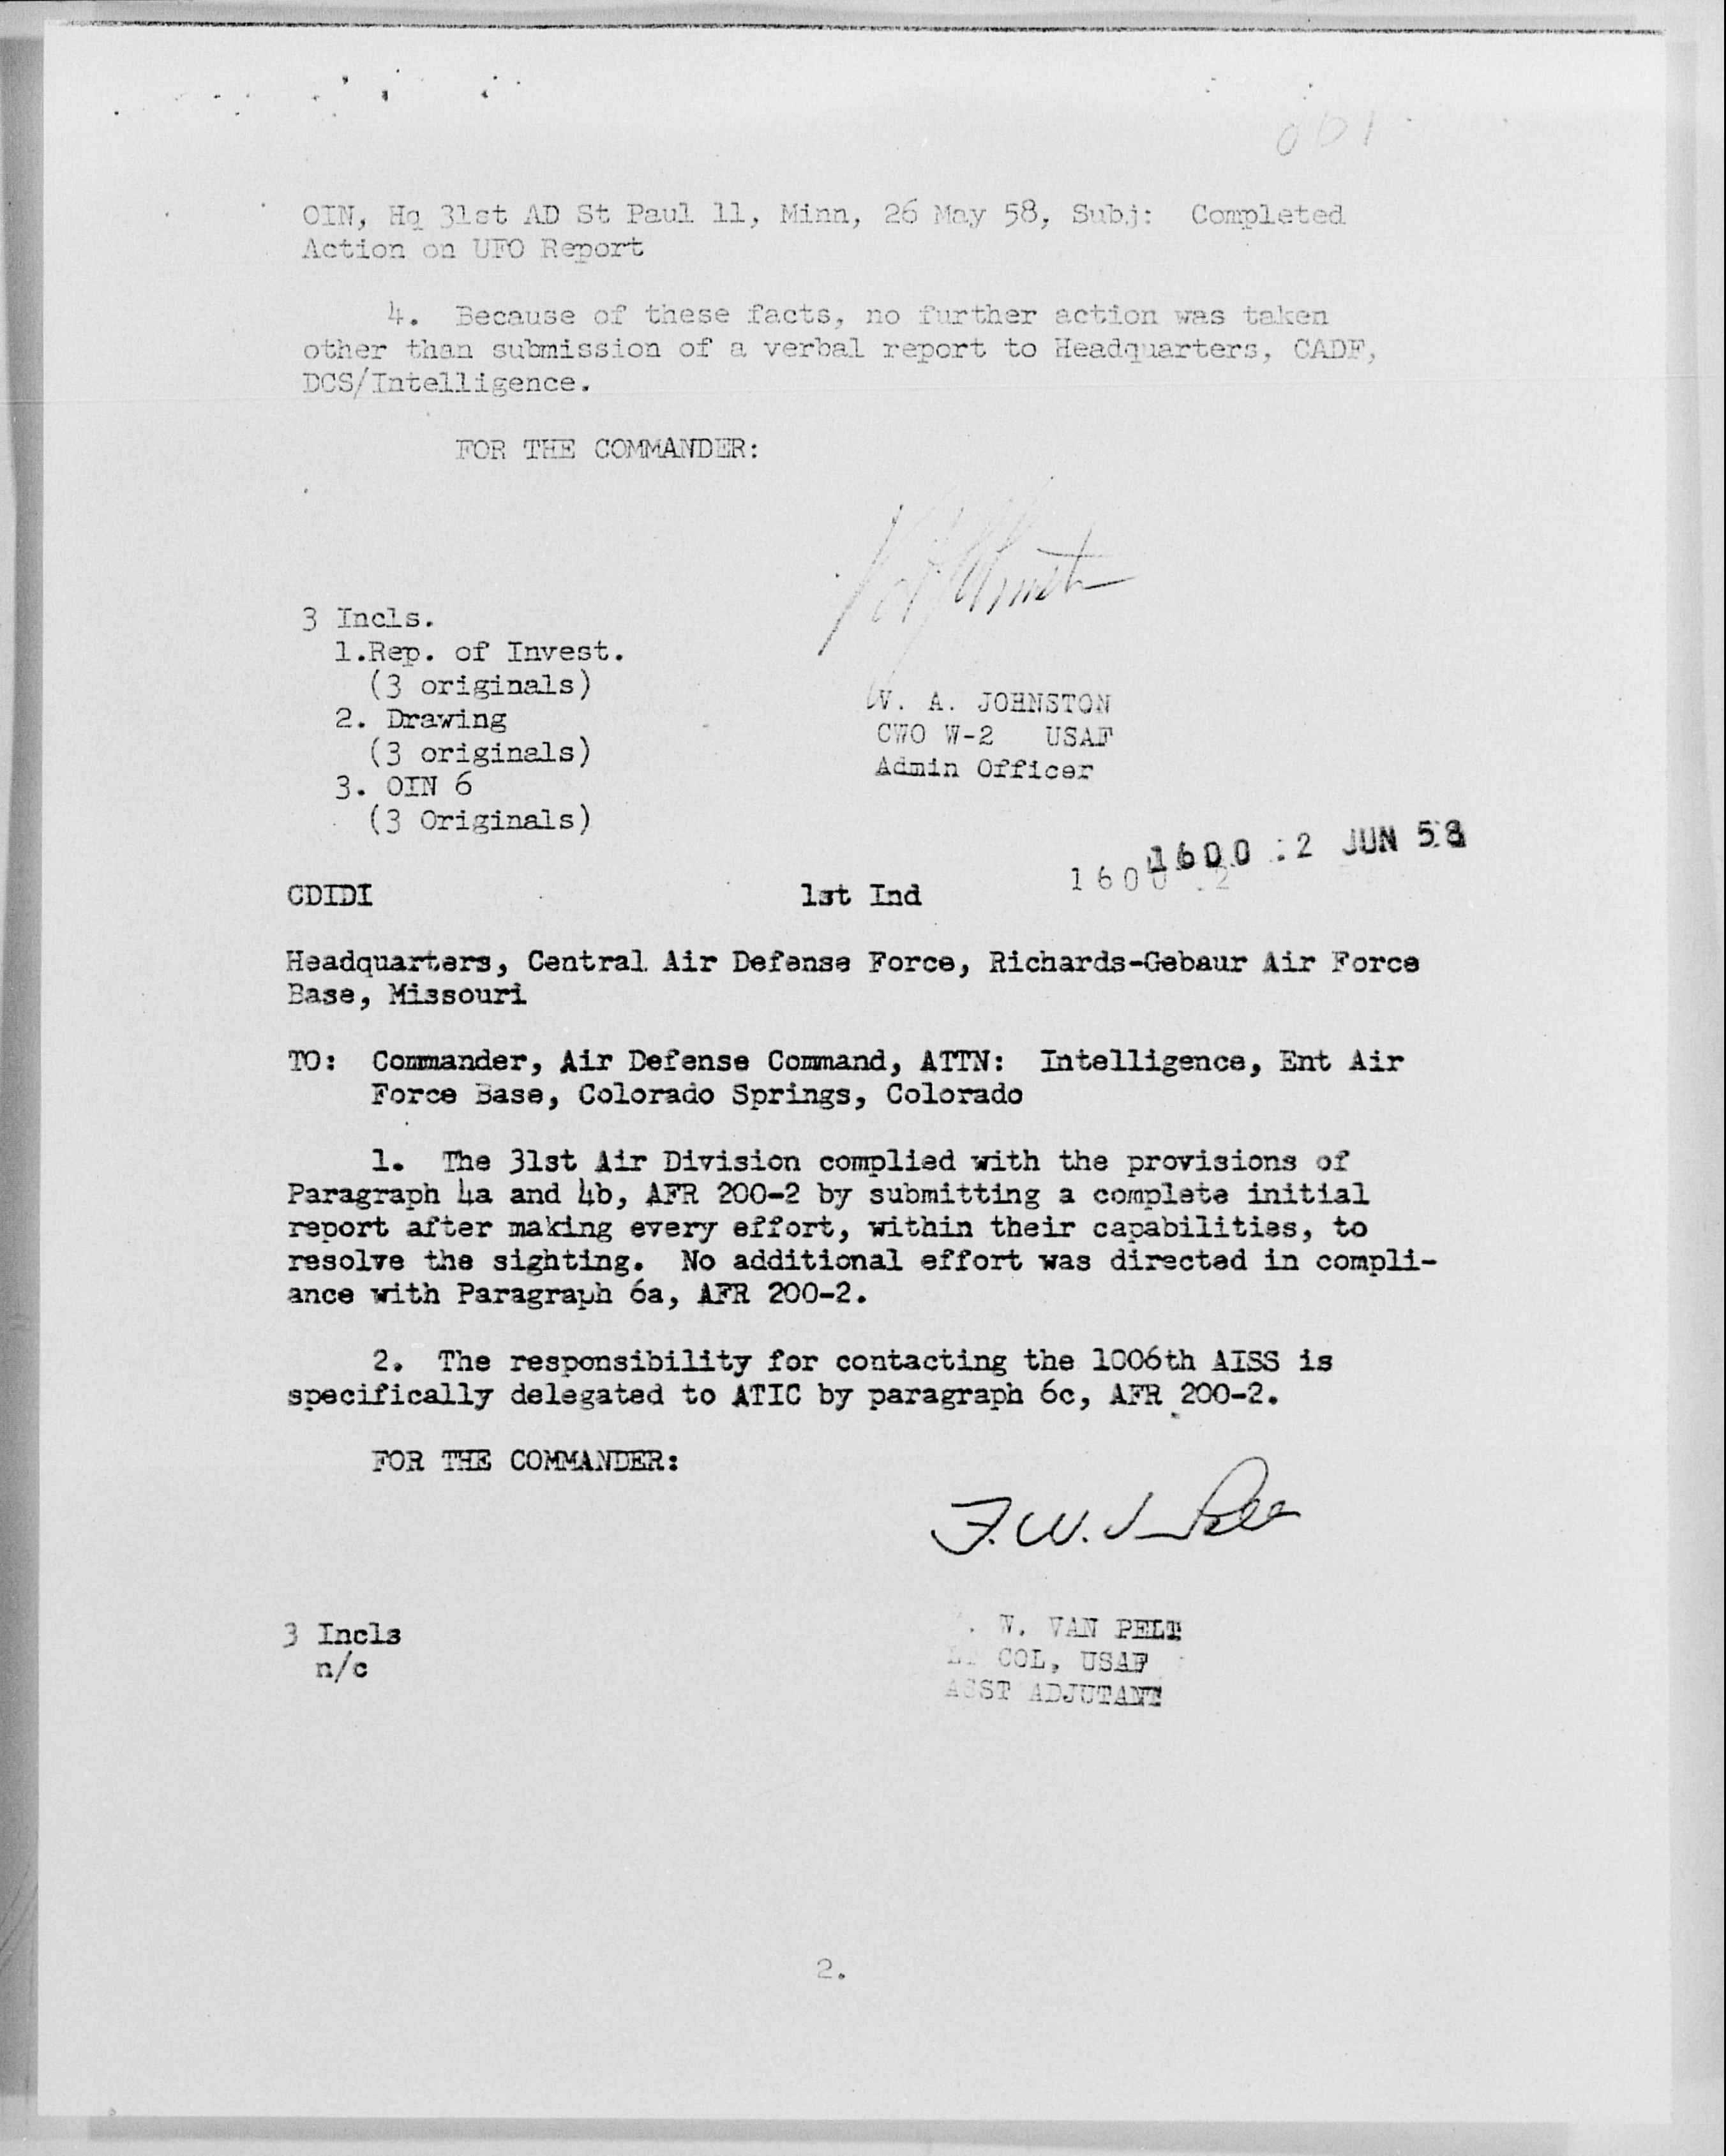 OIN, Hq 31st AD St Paul 11, Minn, 26 May 58, Subj: Completed
Action on UFO Report
4. Because of these facts, no further action was taken
other than submission of a verbal report to Headquarters, CADF,
DCS/Intelligence.
FOR THE COMMANDER:
3 Incls.
1.Rep. of Invest.
(3 originals)
2. Drawing
(3 originals)
3. OIN 6
(3 Originals)
W. A. JOHNSTON
CWO W-2 USAF
Admin Officer
1600 .2 JUN 58
1600 .2
CDIDI 1st Ind
Headquarters, Central Air Defense Force, Richards-Gebaur Air Force
Base, Missouri
TO: Commander, Air Defense Command, ATTN: Intelligence, Ent Air
Force Base, Colorado Springs, Colorado
1. The 31st Air Division complied with the provisions of
Paragraph 4a and 4b, AFR 200-2 by submitting a complete initial
report after making every effort, within their capabilities, to
resolve the sighting. No additional effort was directed in compli-
ance with Paragraph 6a, AFR 200-2.
2. The responsibility for contacting the 1006th AISS is
specifically delegated to ATIC by paragraph 6c, AFR 200-2.
FOR THE COMMANDER:
F. W. Van Pelt
3 Incls
n/c
. W. VAN PELT
LT COL, USAF
ASST ADJUTANT
2.